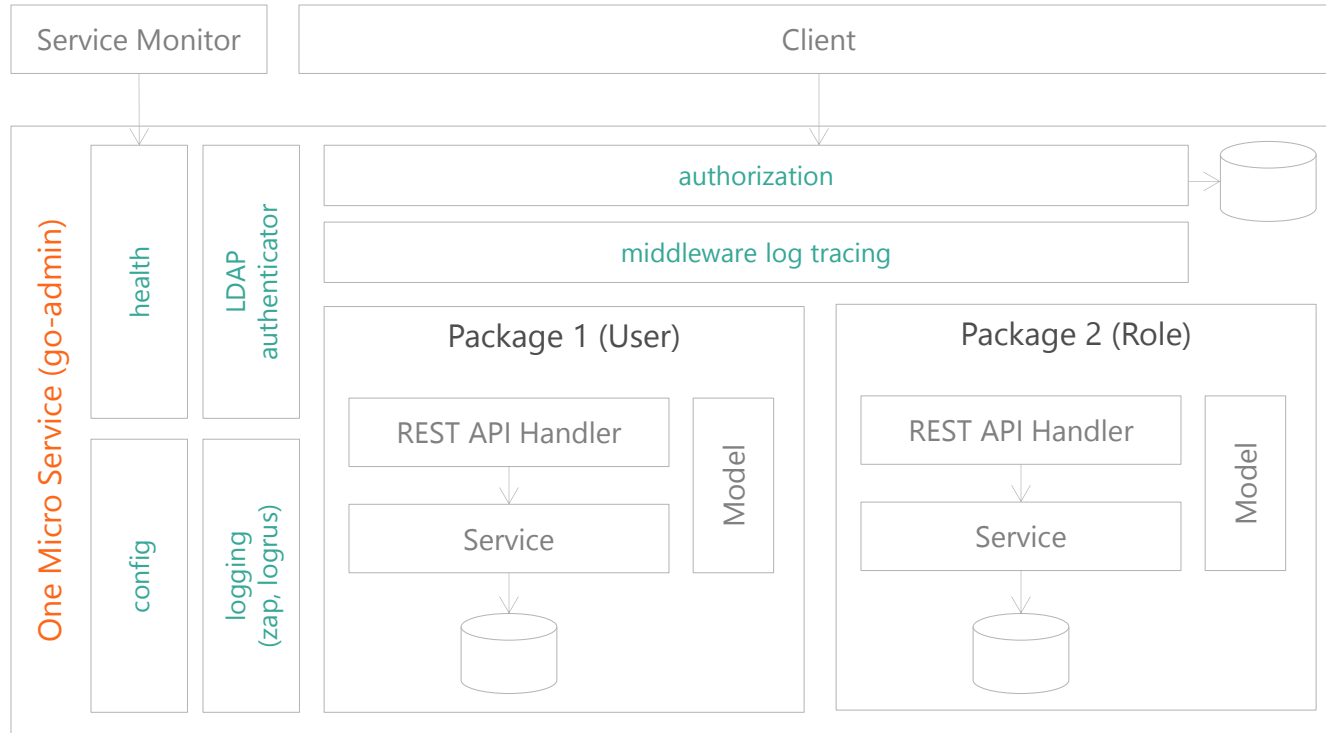 Service Monitor
Client
One Micro Service (go-admin)
health
LDAP
authenticator
config
logging
(zap, logrus)
authorization
middleware log tracing
Package 1 (User)
REST API Handler
Service
Model
Package 2 (Role)
REST API Handler
Service
Model